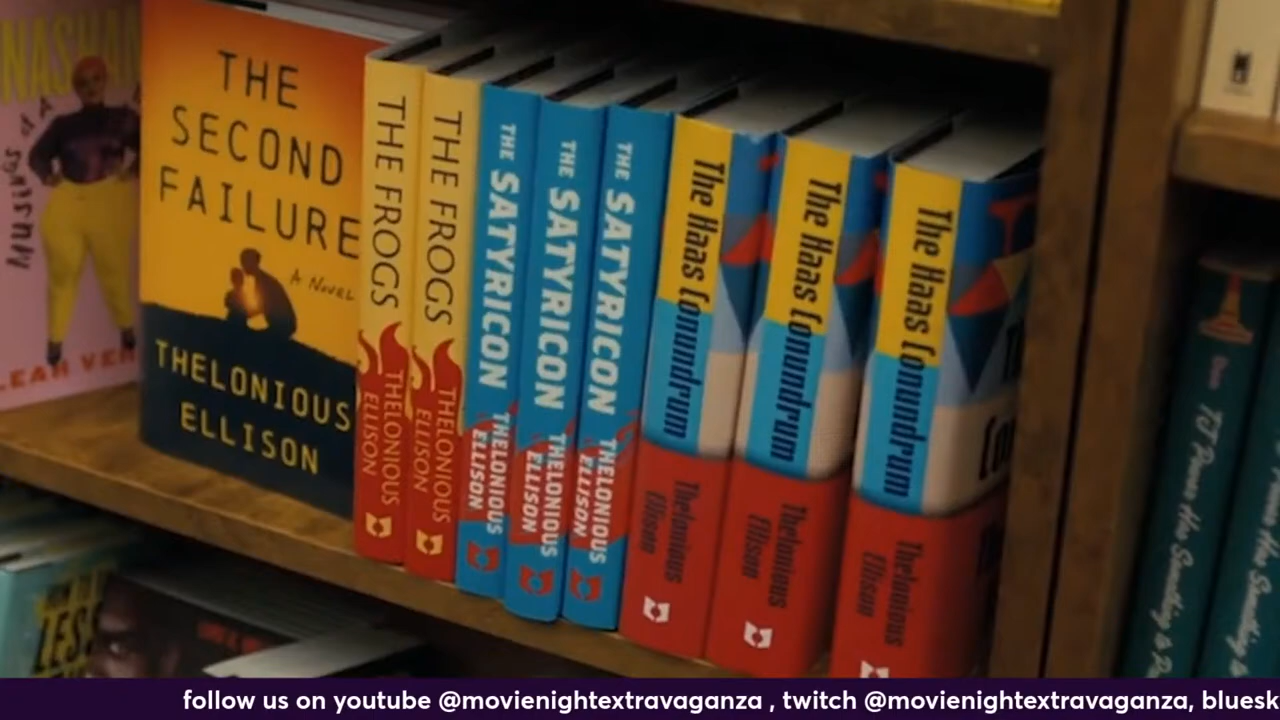 THE
SECOND
FAILURE
A NOVEL
THELONIOUS
ELLISON
THE FROGS
THELONIOUS
ELLISON
THE FROGS
THELONIOUS
ELLISON
THE SATYRICON
THELONIOUS
ELLISON
THE SATYRICON
THELONIOUS
ELLISON
THE SATYRICON
THELONIOUS
ELLISON
The Haas Conundrum
Thelonious
Ellison
The Haas Conundrum
Thelonious
Ellison
The Haas Conundrum
Thelonious
Ellison
follow us on youtube @movienightextravaganza , twitch @movienightextravaganza, bluesk